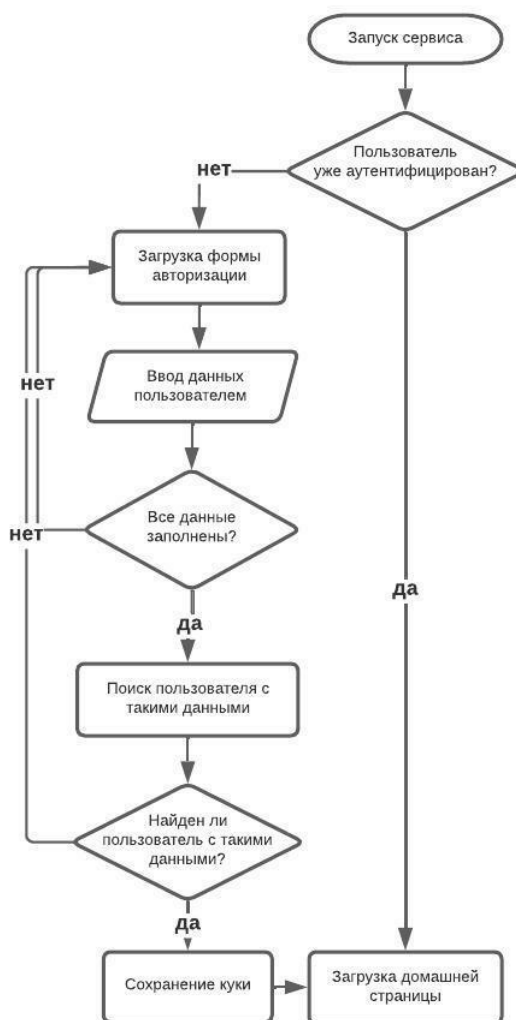 Запуск сервиса
Пользователь
уже аутентифицирован?
нет
Загрузка формы
авторизации
Ввод данных
пользователем
нет
Все данные
заполнены?
нет
да
да
Поиск пользователя с
такими данными
Найден ли
пользователь с такими
данными?
да
Сохранение куки
Загрузка домашней
страницы